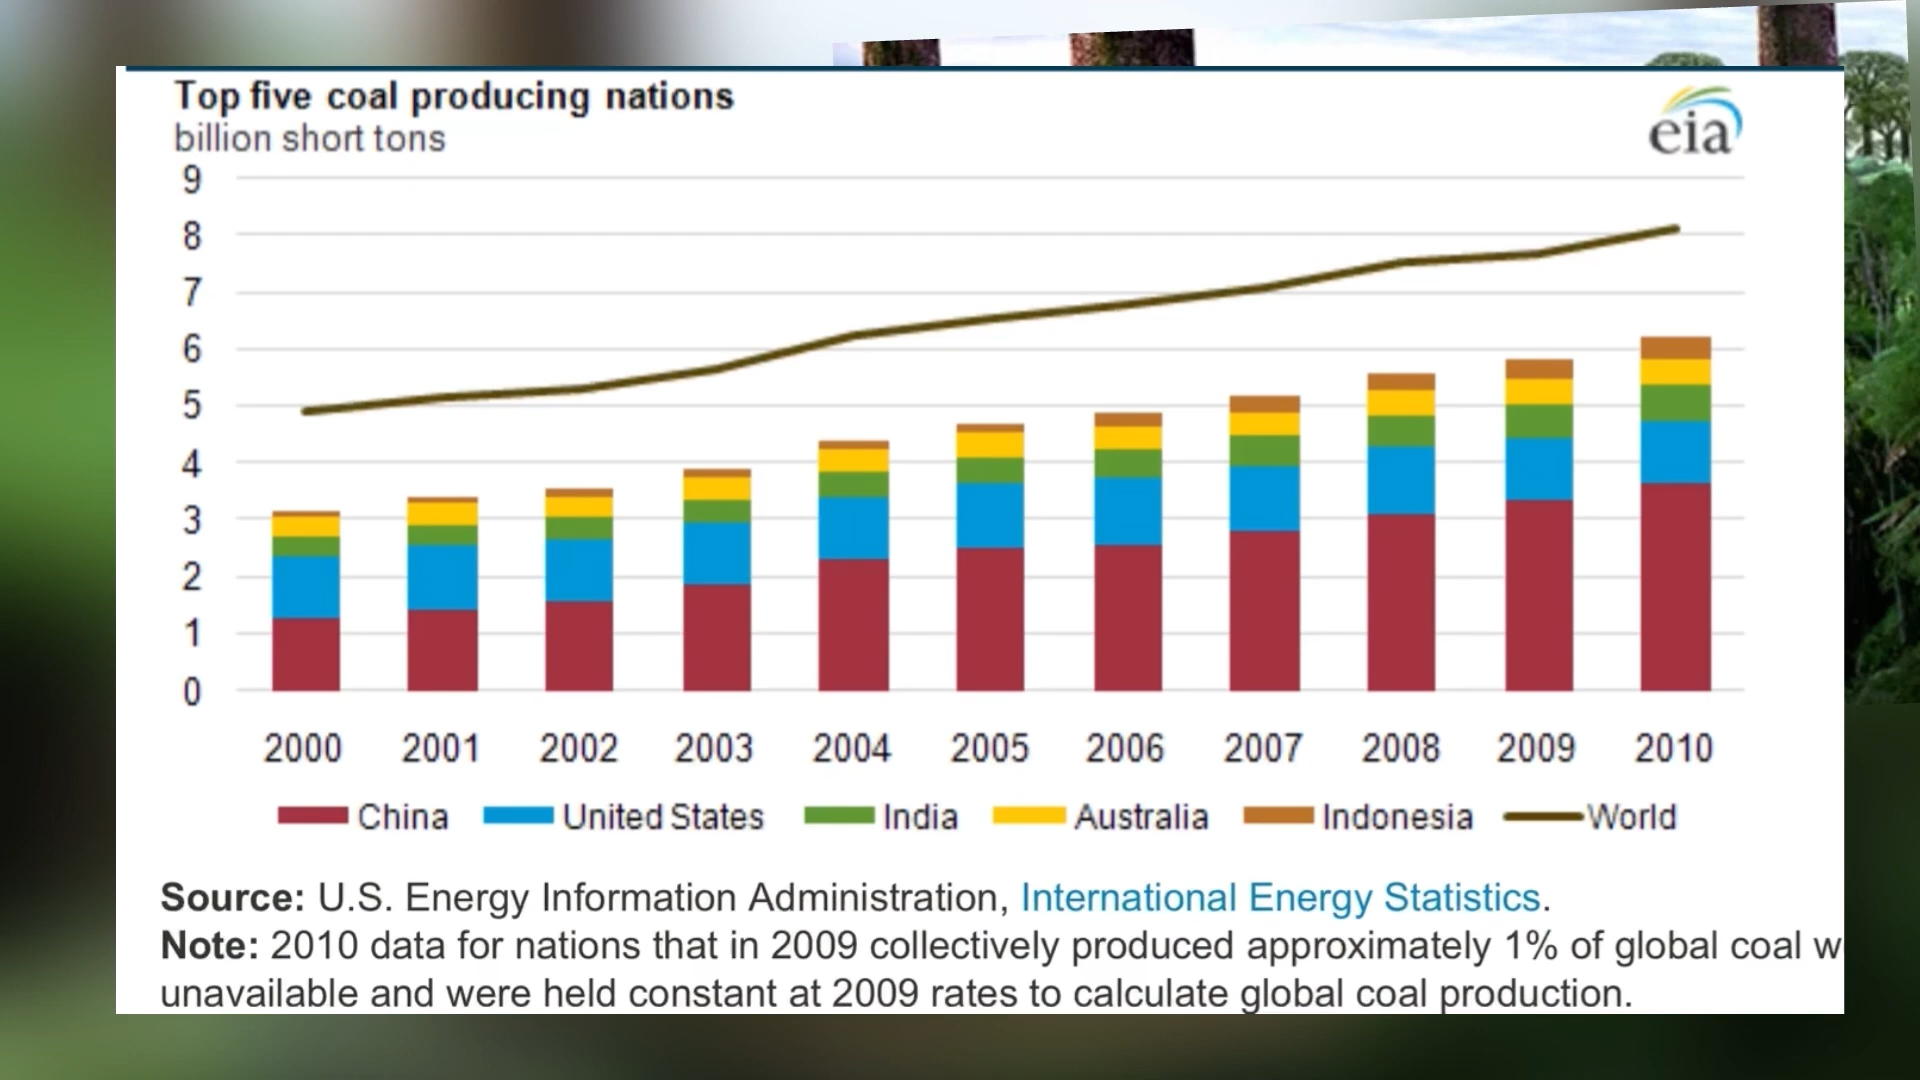 Top five coal producing nations
billion short tons
eia
9
8
7
6
5
4
3
2
1
0
2000 2001 2002 2003 2004 2005 2006 2007 2008 2009 2010
China United States India Australia Indonesia World
Source: U.S. Energy Information Administration, International Energy Statistics.
Note: 2010 data for nations that in 2009 collectively produced approximately 1% of global coal w
unavailable and were held constant at 2009 rates to calculate global coal production.